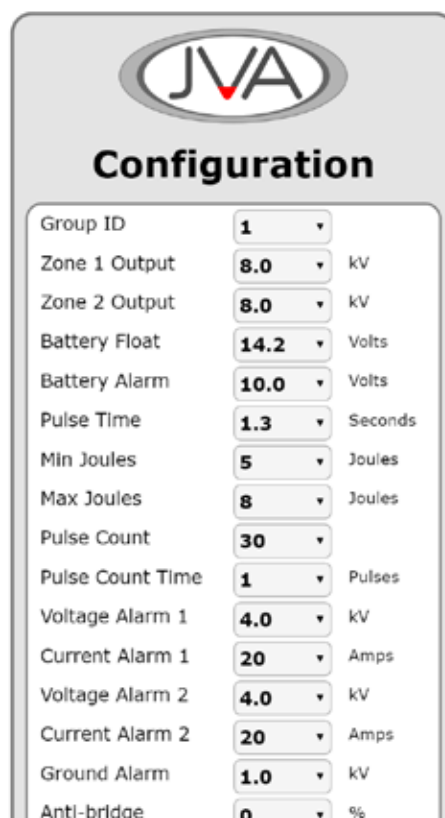 JVA
Configuration
Group ID 1
Zone 1 Output 8.0 kV
Zone 2 Output 8.0 kV
Battery Float 14.2 Volts
Battery Alarm 10.0 Volts
Pulse Time 1.3 Seconds
Min Joules 5 Joules
Max Joules 8 Joules
Pulse Count 30
Pulse Count Time 1 Pulses
Voltage Alarm 1 4.0 kV
Current Alarm 1 20 Amps
Voltage Alarm 2 4.0 kV
Current Alarm 2 20 Amps
Ground Alarm 1.0 kV
Anti-bridge 0 %